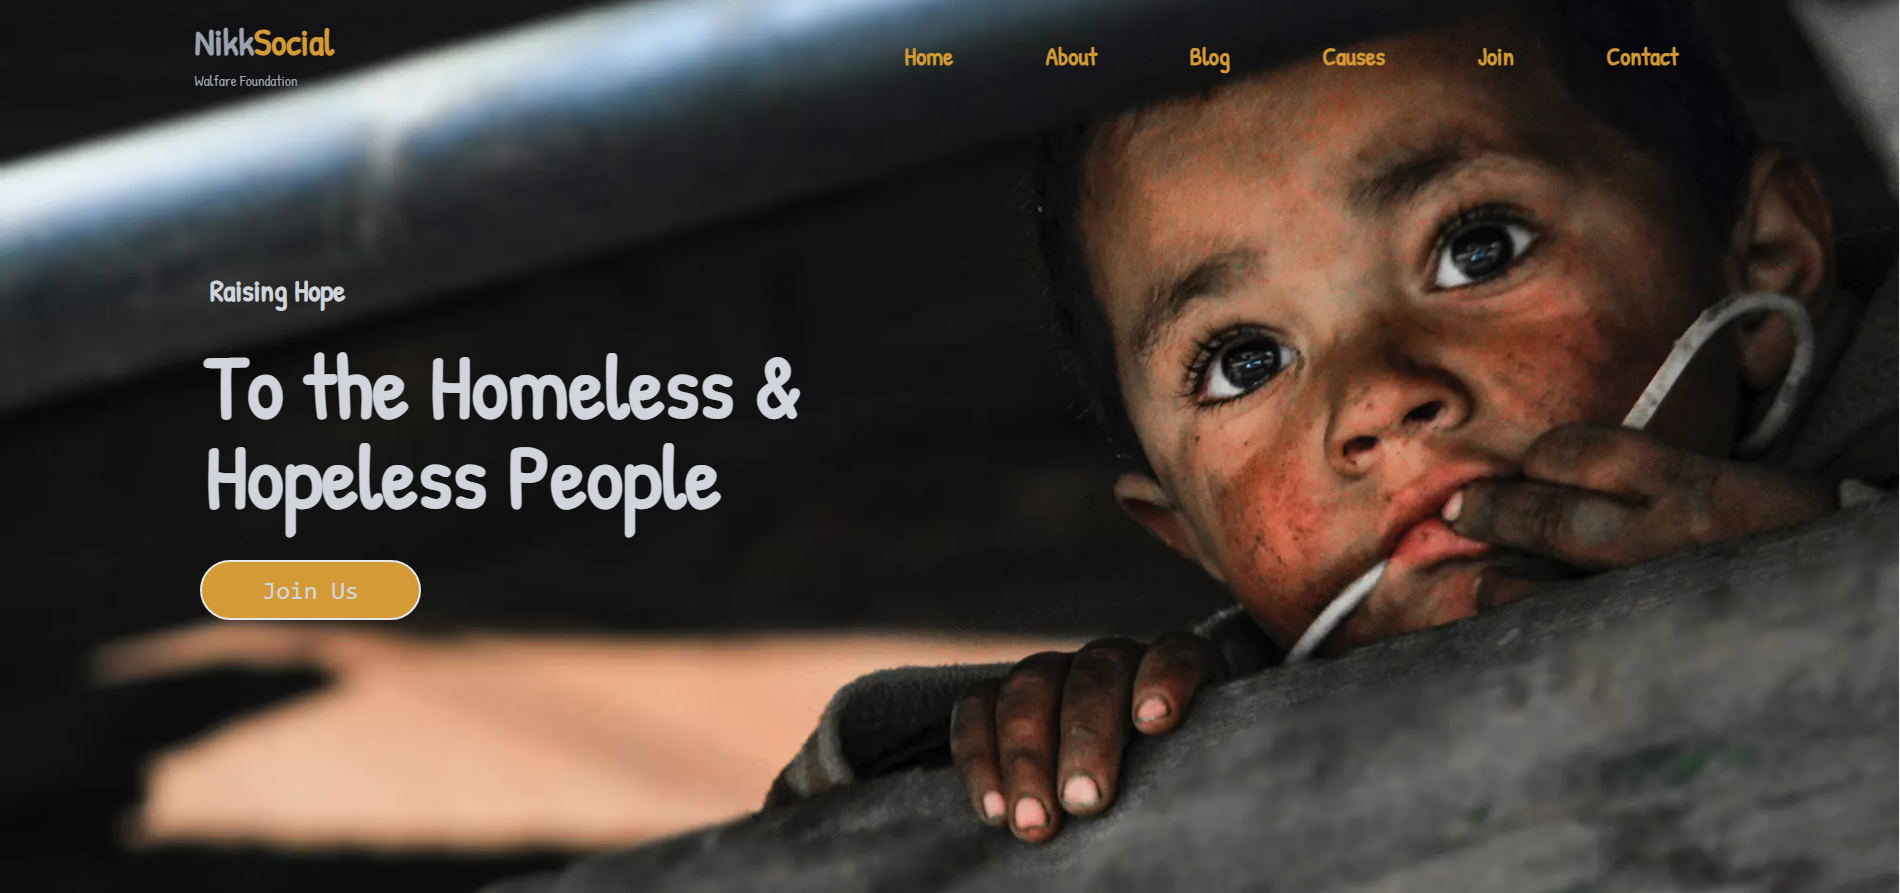 NikkSocial
Walfare Foundation
Home About Blog Causes Join Contact
Raising Hope
To the Homeless &
Hopeless People
Join Us